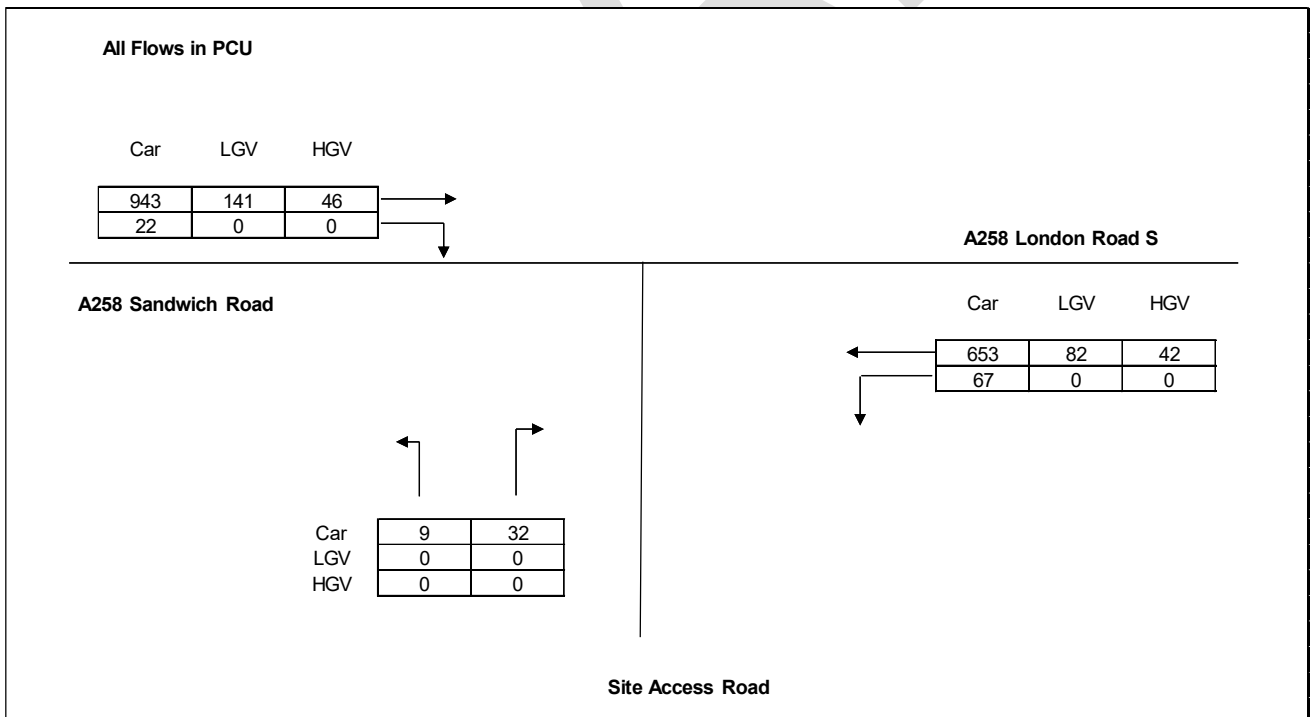 All Flows in PCU
Car LGV HGV
943 141 46
22 0 0
A258 London Road S
A258 Sandwich Road
Car LGV HGV
653 82 42
67 0 0
Car 9 32
LGV 0 0
HGV 0 0
Site Access Road